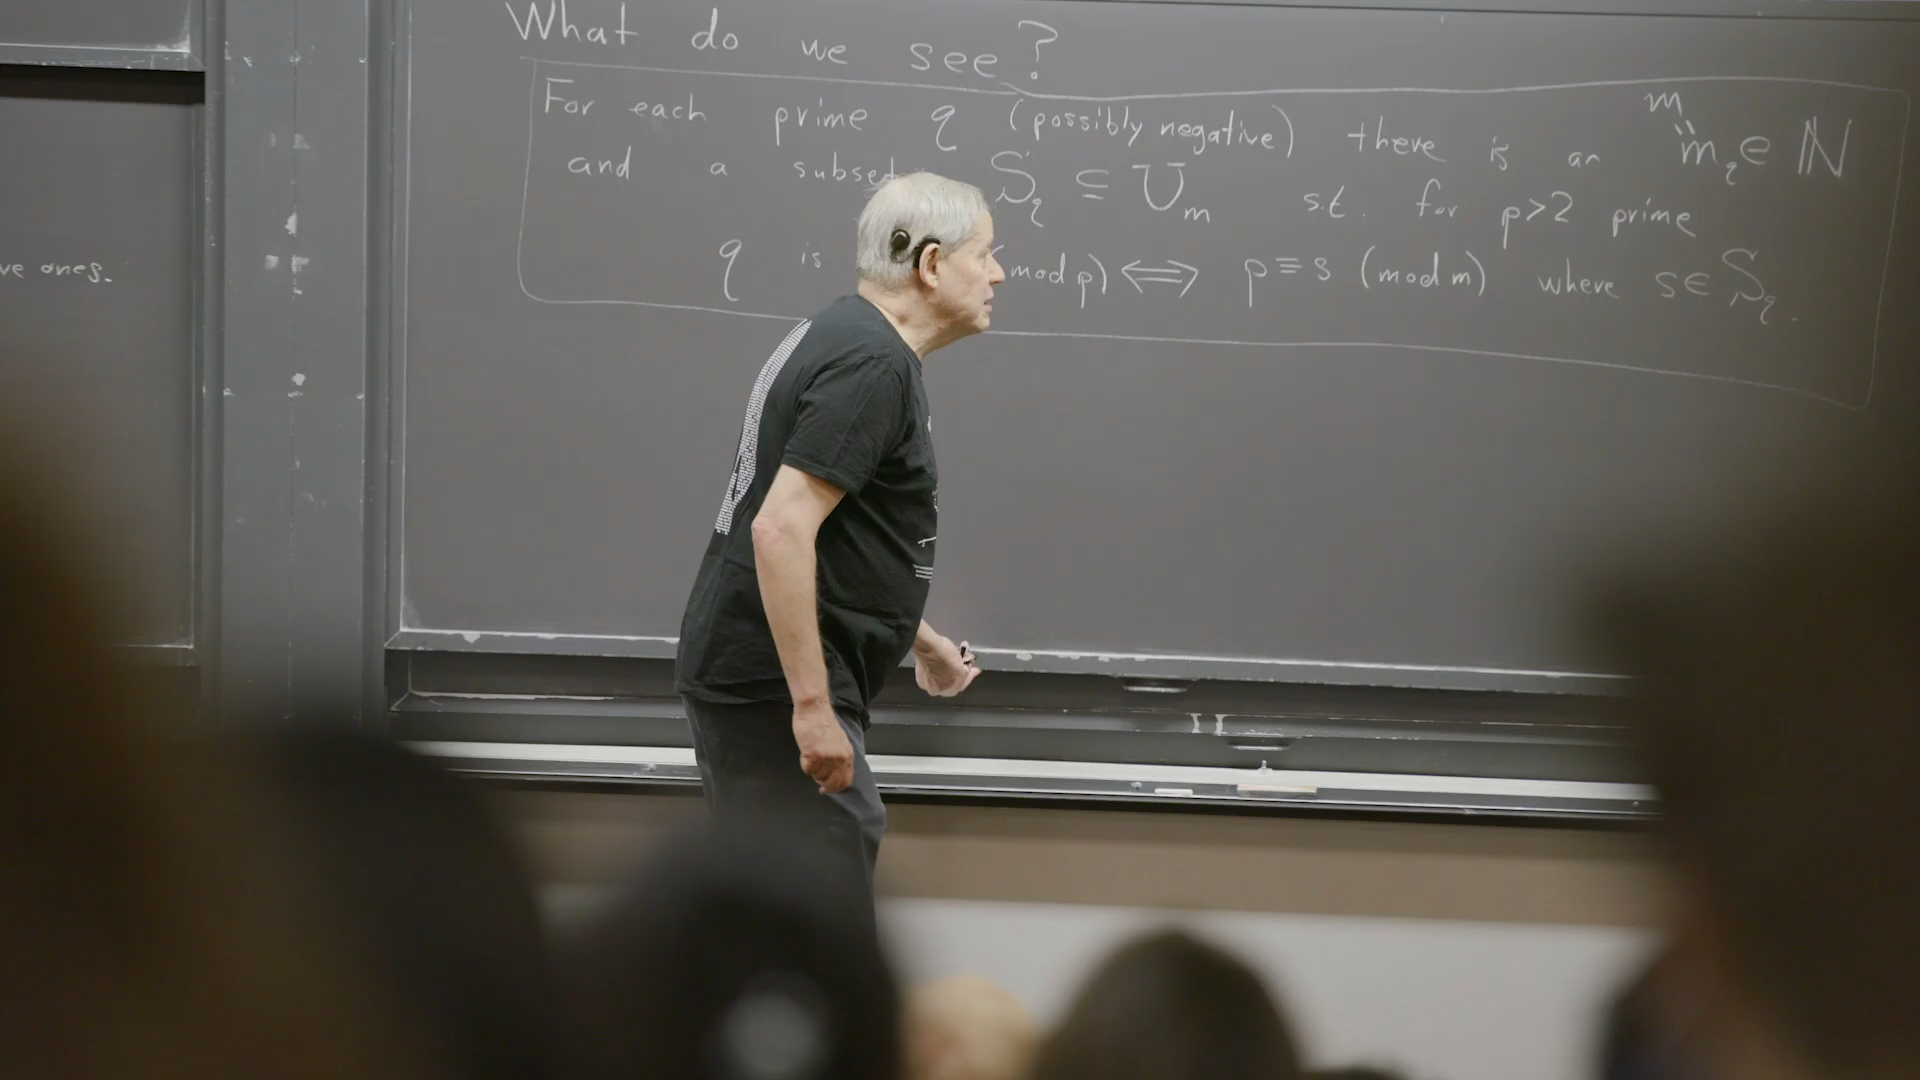 What do we see?
For each prime q (possibly negative) there is an m_q ∈ ℕ
m
and a subset S_q ⊆ U_m s.t. for p>2 prime
q is mod p) ⟺ p ≡ s (mod m) where s ∈ S_q.
ve ones.